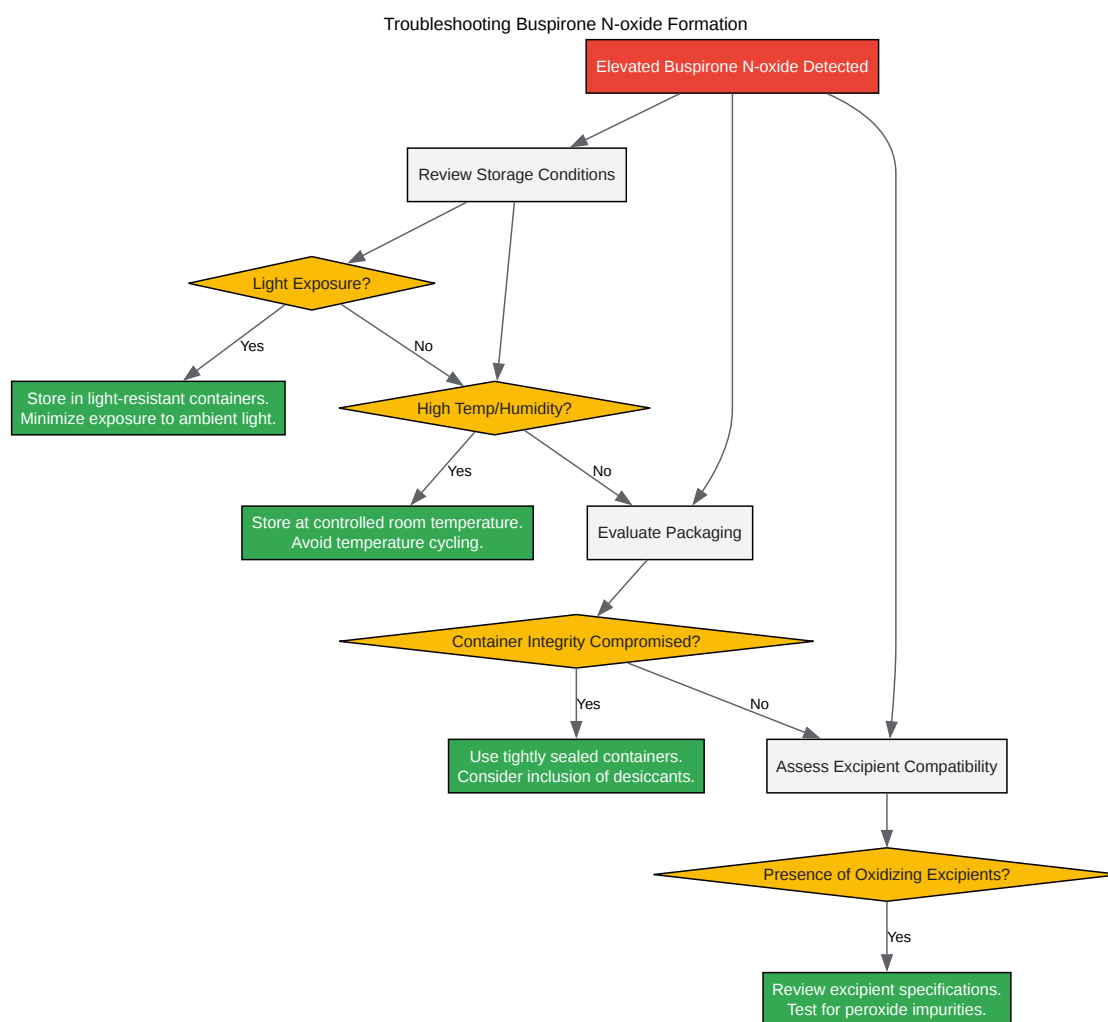 Troubleshooting Buspirone N-oxide Formation
Elevated Buspirone N-oxide Detected
Review Storage Conditions
Light Exposure?
Yes
No
Store in light-resistant containers.
Minimize exposure to ambient light.
High Temp/Humidity?
Yes
No
Store at controlled room temperature.
Avoid temperature cycling.
Evaluate Packaging
Container Integrity Compromised?
Yes
No
Use tightly sealed containers.
Consider inclusion of desiccants.
Assess Excipient Compatibility
Presence of Oxidizing Excipients?
Yes
Review excipient specifications.
Test for peroxide impurities.